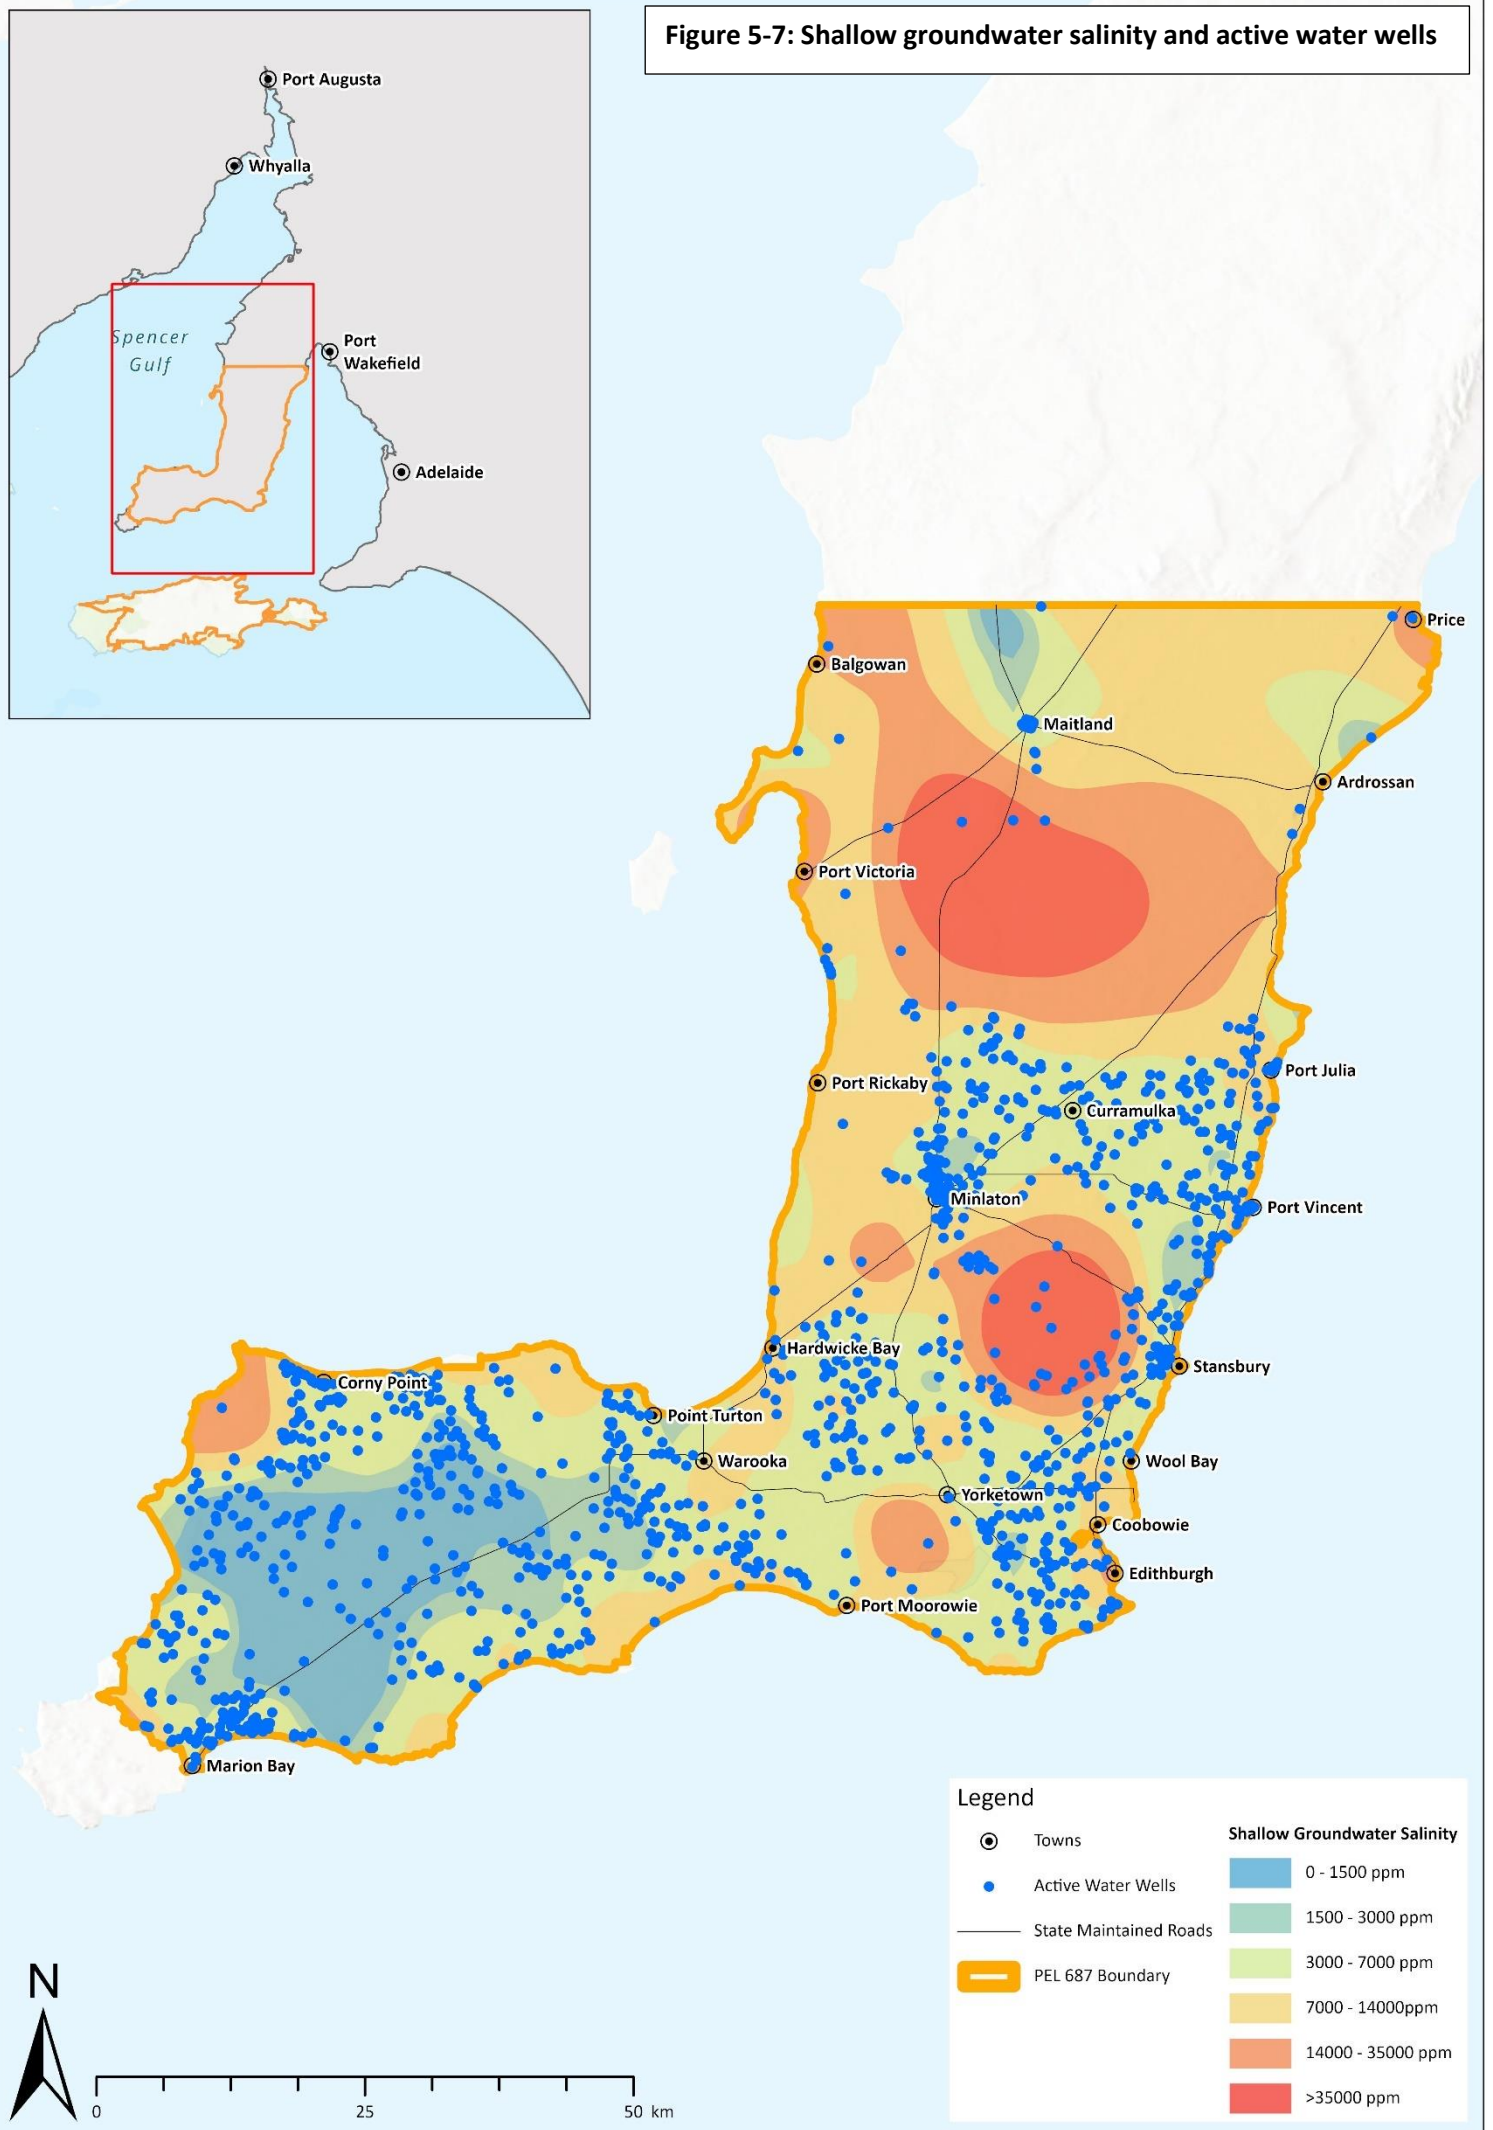 Figure 5-7: Shallow groundwater salinity and active water wells
Port Augusta
Whyalla
Spencer
Gulf
Port
Wakefield
Adelaide
Price
Balgowan
Maitland
Ardrossan
Port Victoria
Port Rickaby
Port Julia
Curramulka
Minlaton
Port Vincent
Hardwicke Bay
Stansbury
Corny Point
Point Turton
Warooka
Wool Bay
Yorketown
Coobowie
Edithburgh
Port Moorowie
Marion Bay
Legend
Towns
Active Water Wells
State Maintained Roads
PEL 687 Boundary
Shallow Groundwater Salinity
0 - 1500 ppm
1500 - 3000 ppm
3000 - 7000 ppm
7000 - 14000ppm
14000 - 35000 ppm
>35000 ppm
N
0
25
50 km